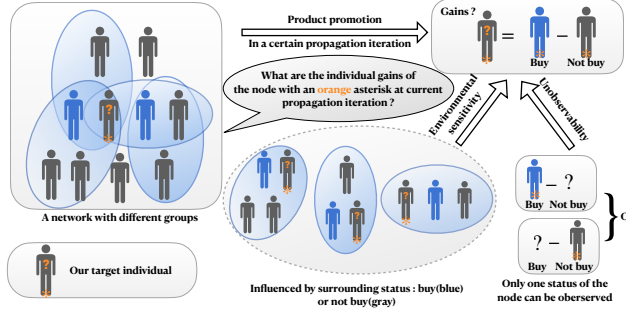 Product promotion
In a certain propagation iteration
Gains ?
?
=
-
Buy Not buy
What are the individual gains of
the node with an orange asterisk at current
propagation iteration ?
Environmental
sensitivity
Unobservability
?
A network with different groups
?
?
?
- ?
Buy Not buy
? -
Buy Not buy
}
?
Our target individual
Influenced by surrounding status : buy(blue)
or not buy(gray)
Only one status of the
node can be oberserved